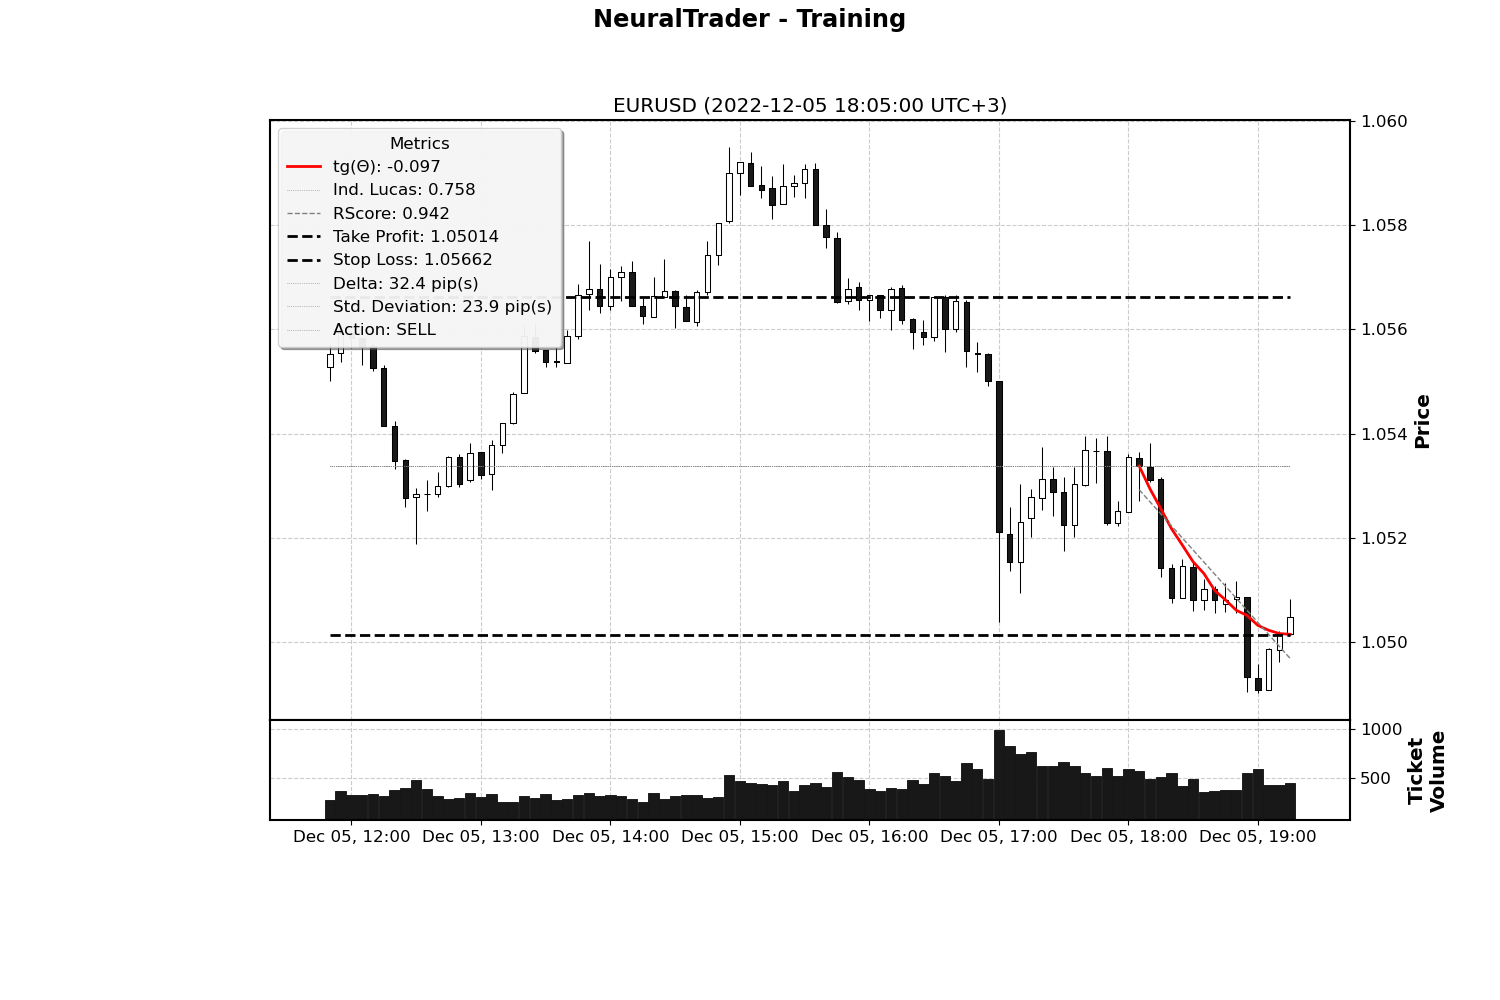 NeuralTrader - Training
EURUSD (2022-12-05 18:05:00 UTC+3)
Metrics
tg(Θ): -0.097
Ind. Lucas: 0.758
RScore: 0.942
Take Profit: 1.05014
Stop Loss: 1.05662
Delta: 32.4 pip(s)
Std. Deviation: 23.9 pip(s)
Action: SELL
1.060
1.058
1.056
1.054
1.052
1.050
Price
1000
500
Ticket
Volume
Dec 05, 12:00 Dec 05, 13:00 Dec 05, 14:00 Dec 05, 15:00 Dec 05, 16:00 Dec 05, 17:00 Dec 05, 18:00 Dec 05, 19:00